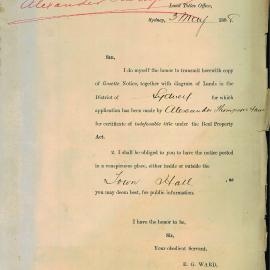 Alexander
Land Titles Office,
Sydney, 3 May 188
SIR,
I do myself the honor to transmit herewith copy
of Gazette Notice, together with diagram of Lands in the
District of Sydney for which
application has been made by Alexander Thompson
for certificate of indefeasible title under the Real Property
Act.
2. I shall be obliged to you to have the notice posted
in a conspicuous place, either inside or outside the
Town Hall as
you may deem best, for public information.
I have the honor to be,
Sir,
Your obedient Servant,
E. G. WARD,